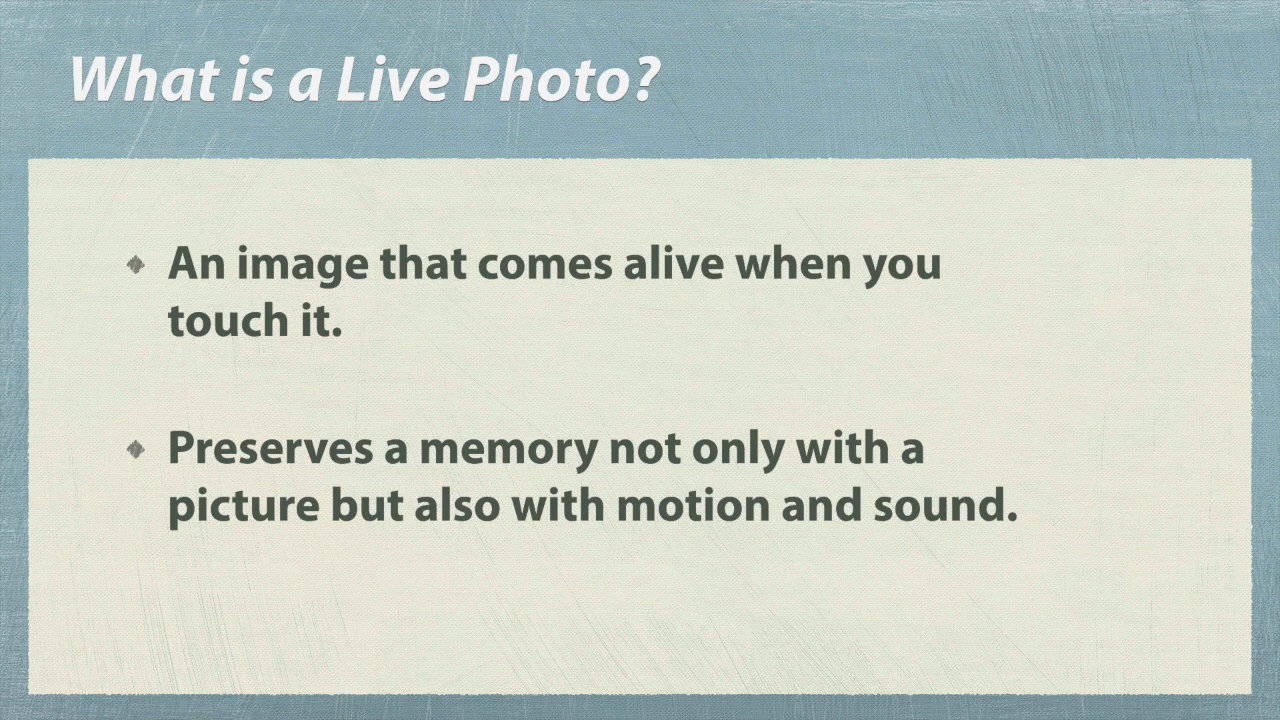 What is a Live Photo?
An image that comes alive when you
touch it.
Preserves a memory not only with a
picture but also with motion and sound.